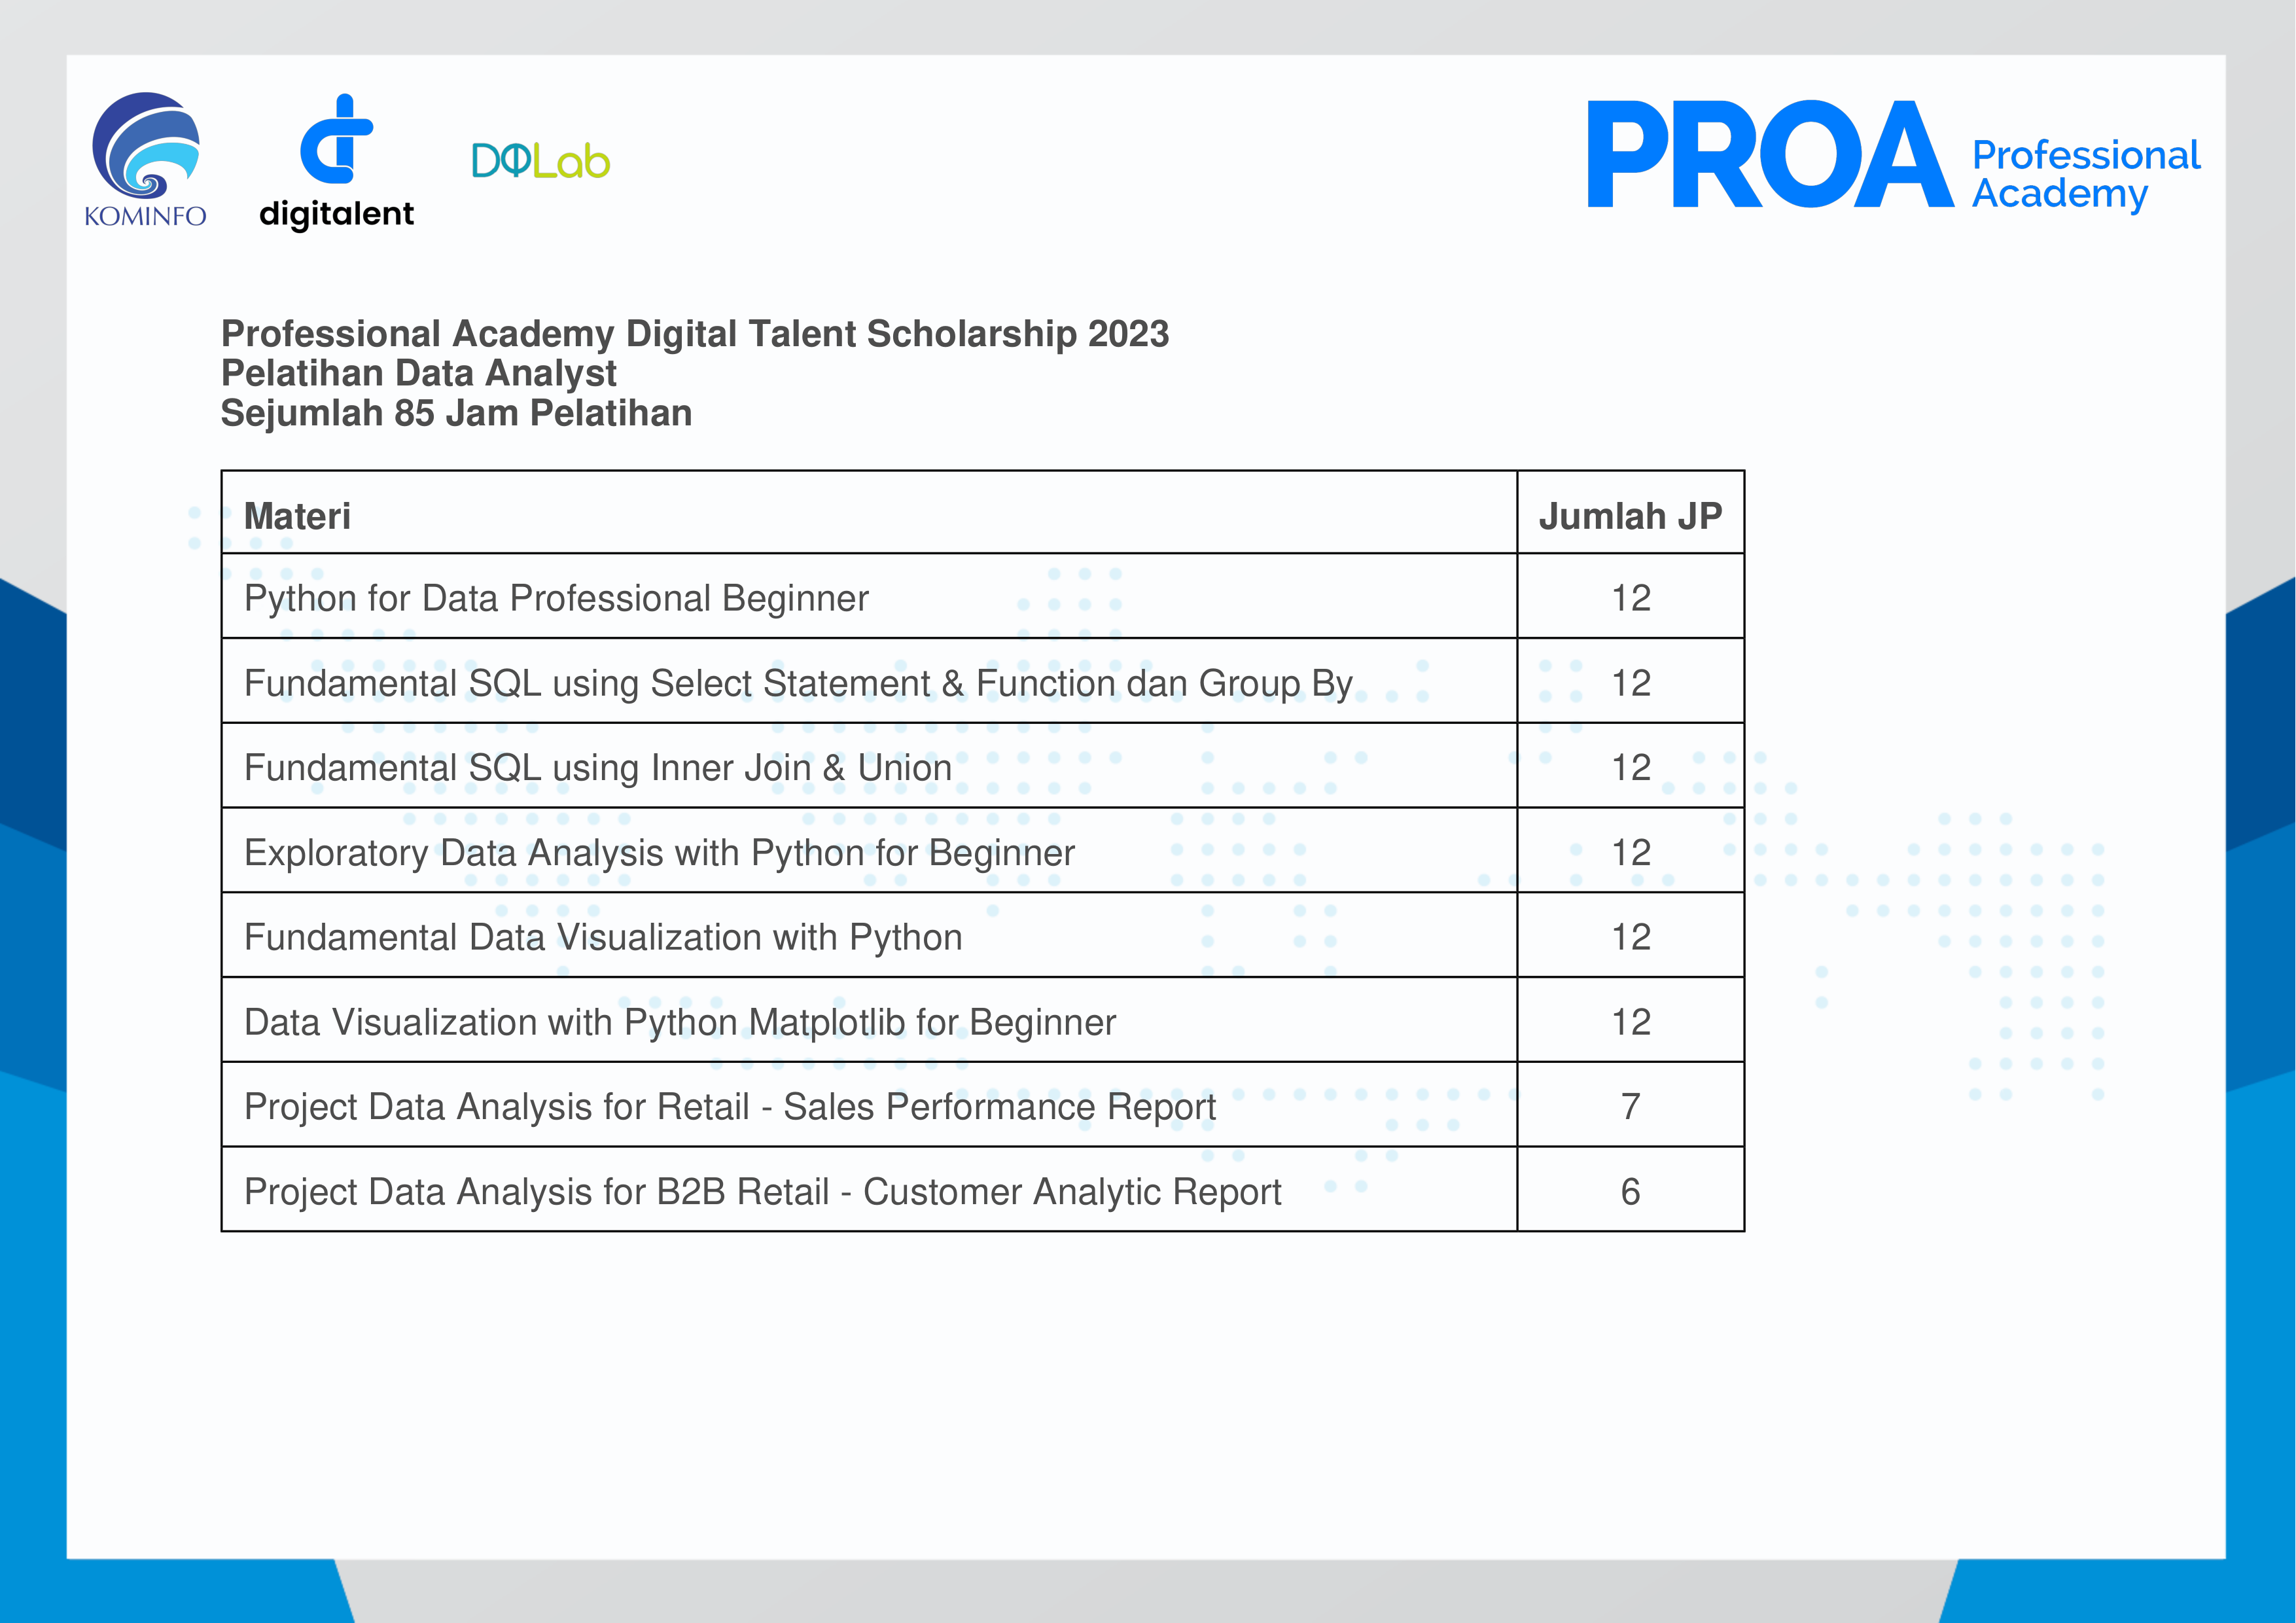 KOMINFO
digitalent
DQLab
PROA Professional
Academy
Professional Academy Digital Talent Scholarship 2023
Pelatihan Data Analyst
Sejumlah 85 Jam Pelatihan
Materi Jumlah JP
Python for Data Professional Beginner 12
Fundamental SQL using Select Statement & Function dan Group By 12
Fundamental SQL using Inner Join & Union 12
Exploratory Data Analysis with Python for Beginner 12
Fundamental Data Visualization with Python 12
Data Visualization with Python Matplotlib for Beginner 12
Project Data Analysis for Retail - Sales Performance Report 7
Project Data Analysis for B2B Retail - Customer Analytic Report 6